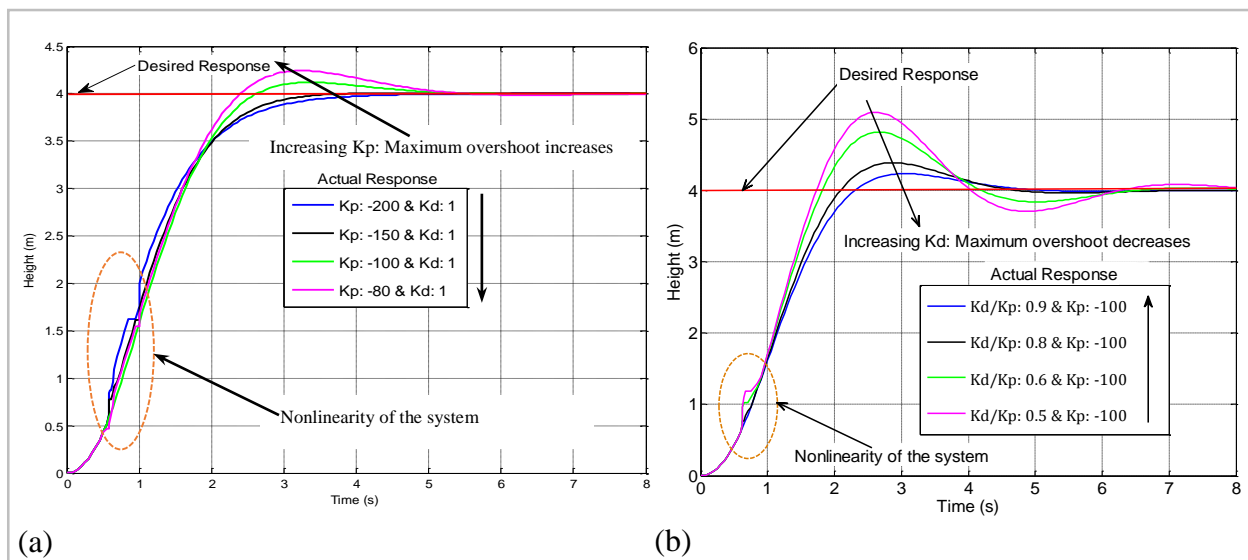 4.5
4
3.5
3
2.5
2
1.5
1
0.5
0
0 1 2 3 4 5 6 7 8
Height (m)
Time (s)
Desired Response
Increasing Kp: Maximum overshoot increases
Actual Response
Kp: -200 & Kd: 1
Kp: -150 & Kd: 1
Kp: -100 & Kd: 1
Kp: -80 & Kd: 1
Nonlinearity of the system
(a)
6
5
4
3
2
1
0
0 1 2 3 4 5 6 7 8
Height (m)
Time (s)
Desired Response
Increasing Kd: Maximum overshoot decreases
Actual Response
Kd/Kp: 0.9 & Kp: -100
Kd/Kp: 0.8 & Kp: -100
Kd/Kp: 0.6 & Kp: -100
Kd/Kp: 0.5 & Kp: -100
Nonlinearity of the system
(b)